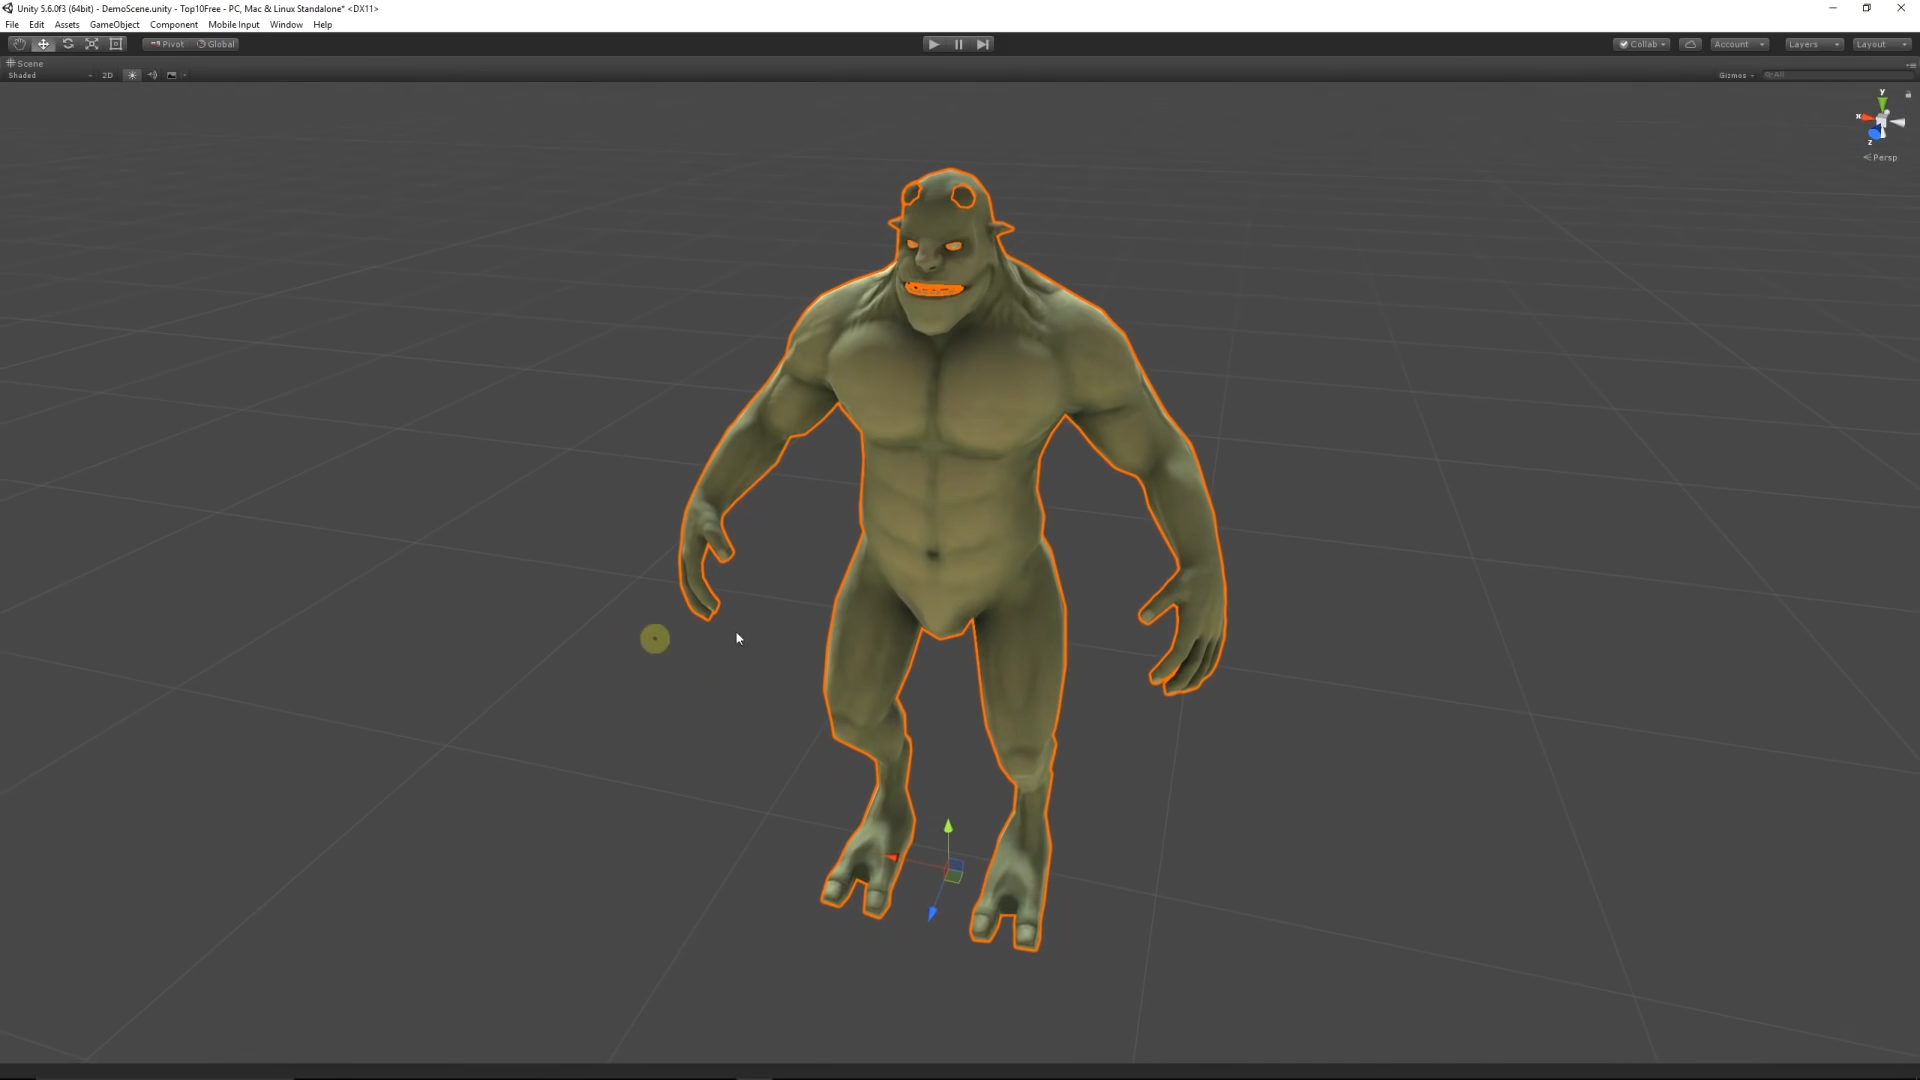 Unity 5.6.0f3 (64bit) - DemoScene.unity - Top10Free - PC, Mac & Linux Standalone* <DX11>
File Edit Assets GameObject Component Mobile Input Window Help
Pivot Global Collab Account Layers Layout
Scene
Shaded 2D Gizmos All
y
x
z
Persp